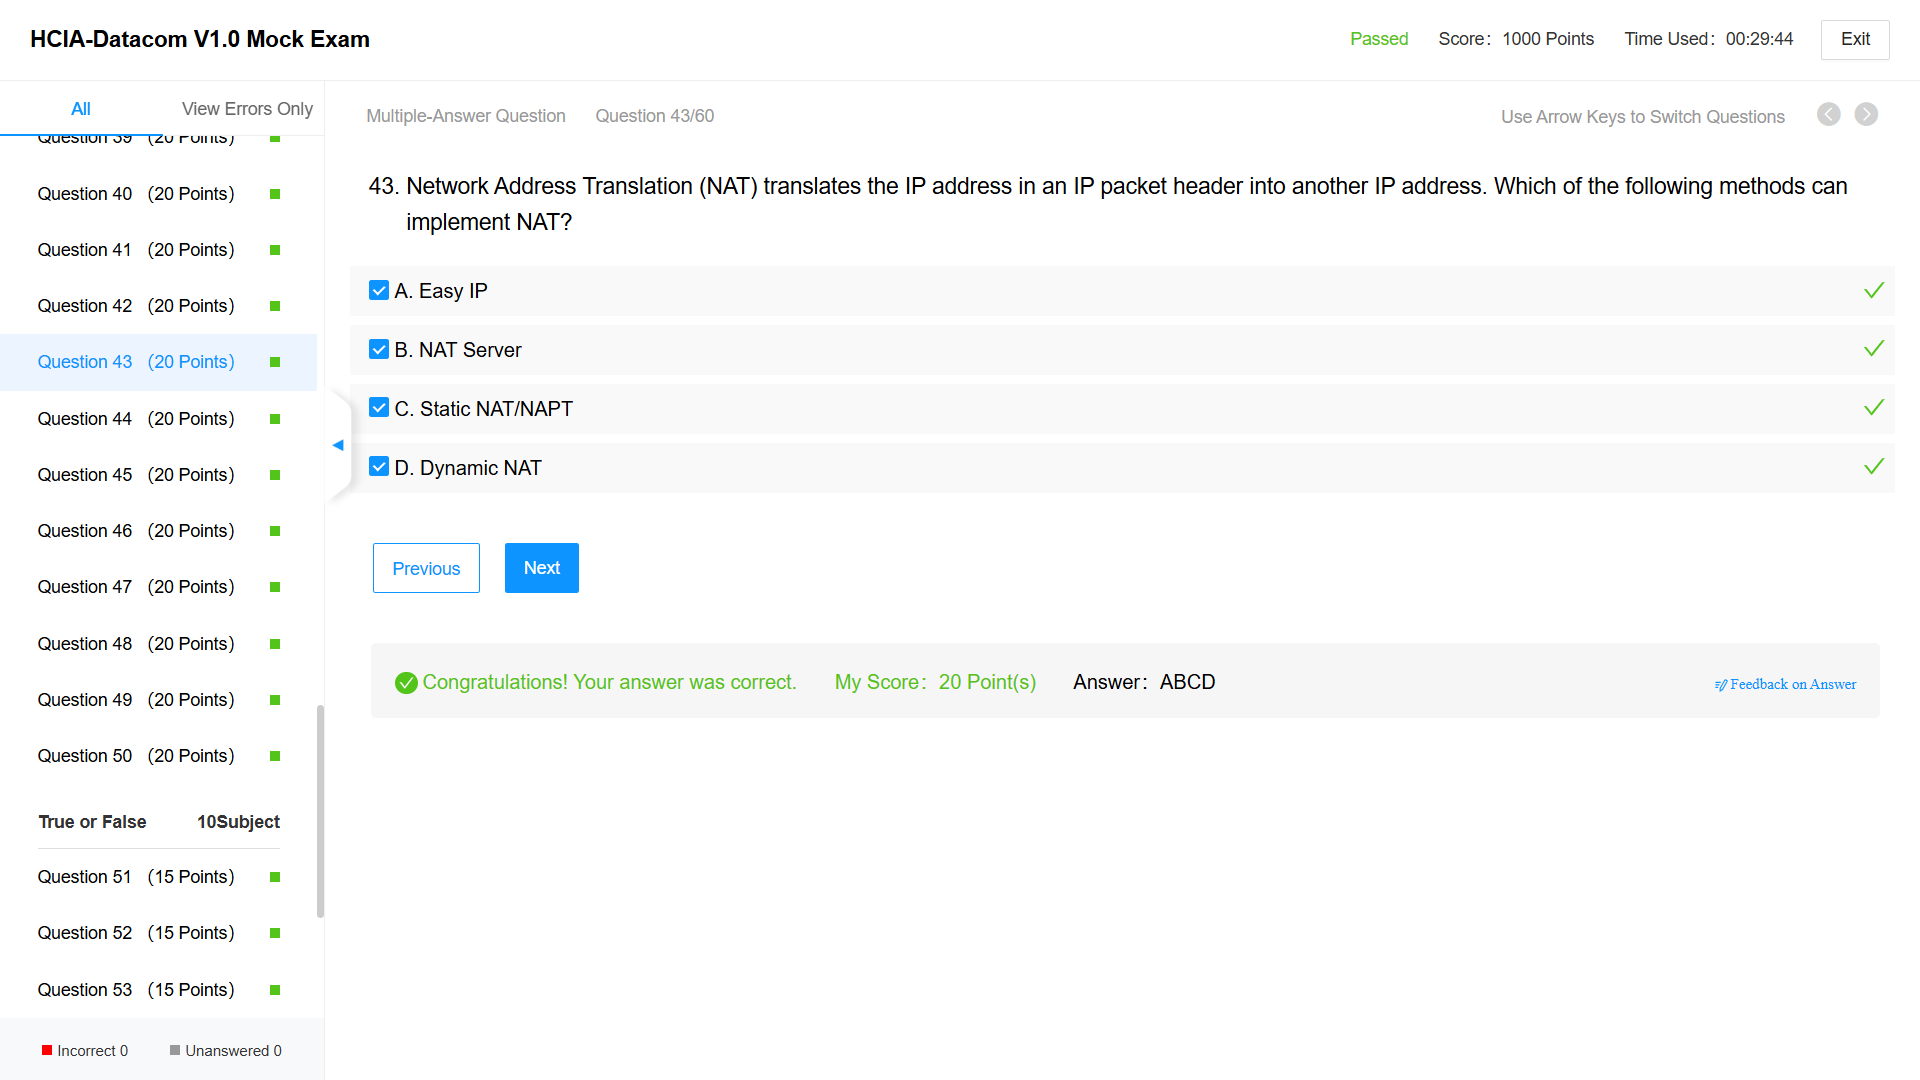 HCIA-Datacom V1.0 Mock Exam
Passed Score: 1000 Points Time Used: 00:29:44 Exit
All View Errors Only
Question 39 (20 Points)
Question 40 (20 Points)
Question 41 (20 Points)
Question 42 (20 Points)
Question 43 (20 Points)
Question 44 (20 Points)
Question 45 (20 Points)
Question 46 (20 Points)
Question 47 (20 Points)
Question 48 (20 Points)
Question 49 (20 Points)
Question 50 (20 Points)
True or False 10Subject
Question 51 (15 Points)
Question 52 (15 Points)
Question 53 (15 Points)
Incorrect 0 Unanswered 0
Multiple-Answer Question Question 43/60 Use Arrow Keys to Switch Questions
43. Network Address Translation (NAT) translates the IP address in an IP packet header into another IP address. Which of the following methods can
implement NAT?
A. Easy IP
B. NAT Server
C. Static NAT/NAPT
D. Dynamic NAT
Previous Next
Congratulations! Your answer was correct. My Score: 20 Point(s) Answer: ABCD Feedback on Answer